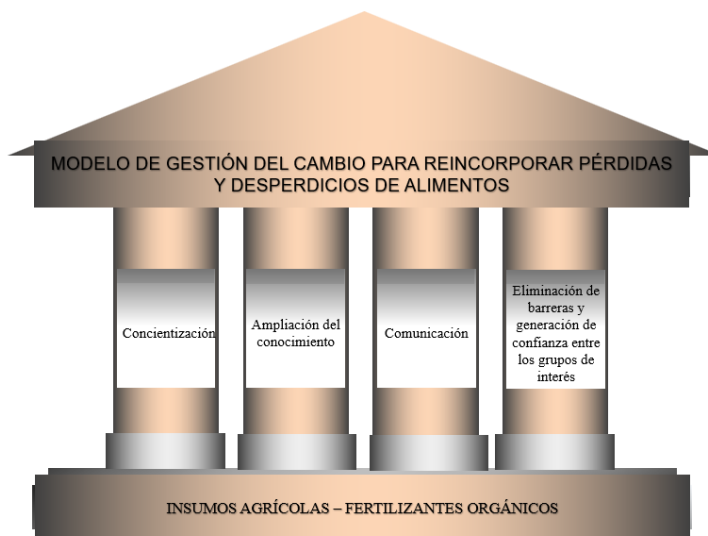 MODELO DE GESTIÓN DEL CAMBIO PARA REINCORPORAR PÉRDIDAS
Y DESPERDICIOS DE ALIMENTOS
Concientización
Ampliación del
conocimiento
Comunicación
Eliminación de
barreras y
generación de
confianza entre
los grupos de
interés
INSUMOS AGRÍCOLAS – FERTILIZANTES ORGÁNICOS